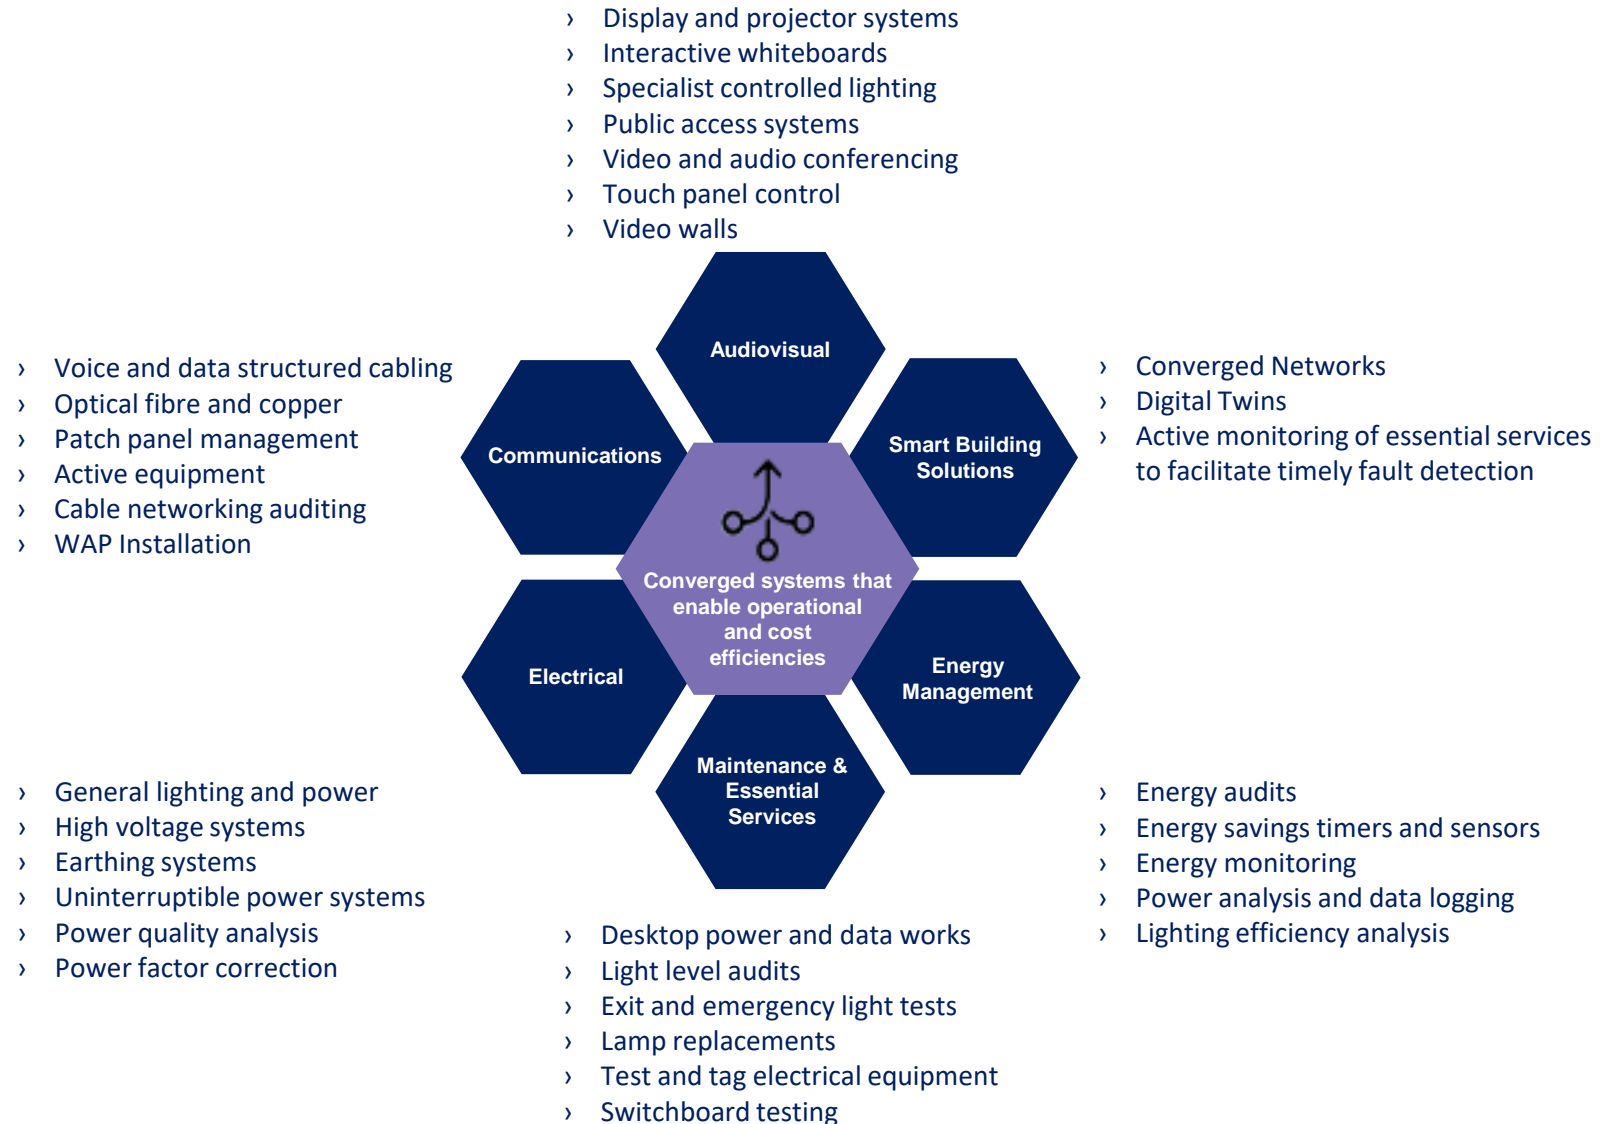 › Display and projector systems
› Interactive whiteboards
› Specialist controlled lighting
› Public access systems
› Video and audio conferencing
› Touch panel control
› Video walls
Audiovisual
› Voice and data structured cabling
› Optical fibre and copper
› Patch panel management
› Active equipment
› Cable networking auditing
› WAP Installation
Communications
Smart Building
Solutions
› Converged Networks
› Digital Twins
› Active monitoring of essential services
to facilitate timely fault detection
Converged systems that
enable operational
and cost
efficiencies
Electrical
Energy
Management
Maintenance &
Essential
Services
› General lighting and power
› High voltage systems
› Earthing systems
› Uninterruptible power systems
› Power quality analysis
› Power factor correction
› Desktop power and data works
› Light level audits
› Exit and emergency light tests
› Lamp replacements
› Test and tag electrical equipment
› Switchboard testing
› Energy audits
› Energy savings timers and sensors
› Energy monitoring
› Power analysis and data logging
› Lighting efficiency analysis